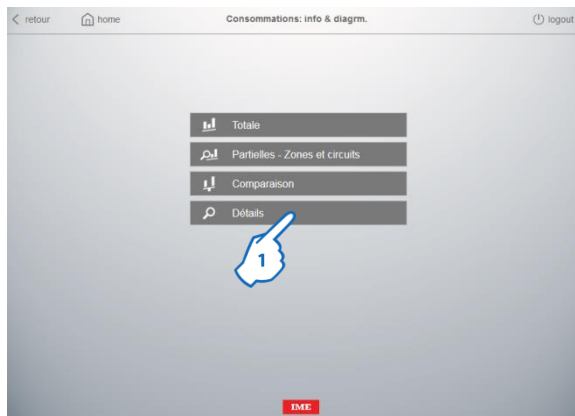 retour home Consommations: info & diagrm. logout
Totale
Partielles - Zones et circuits
Comparaison
Détails
1
IME